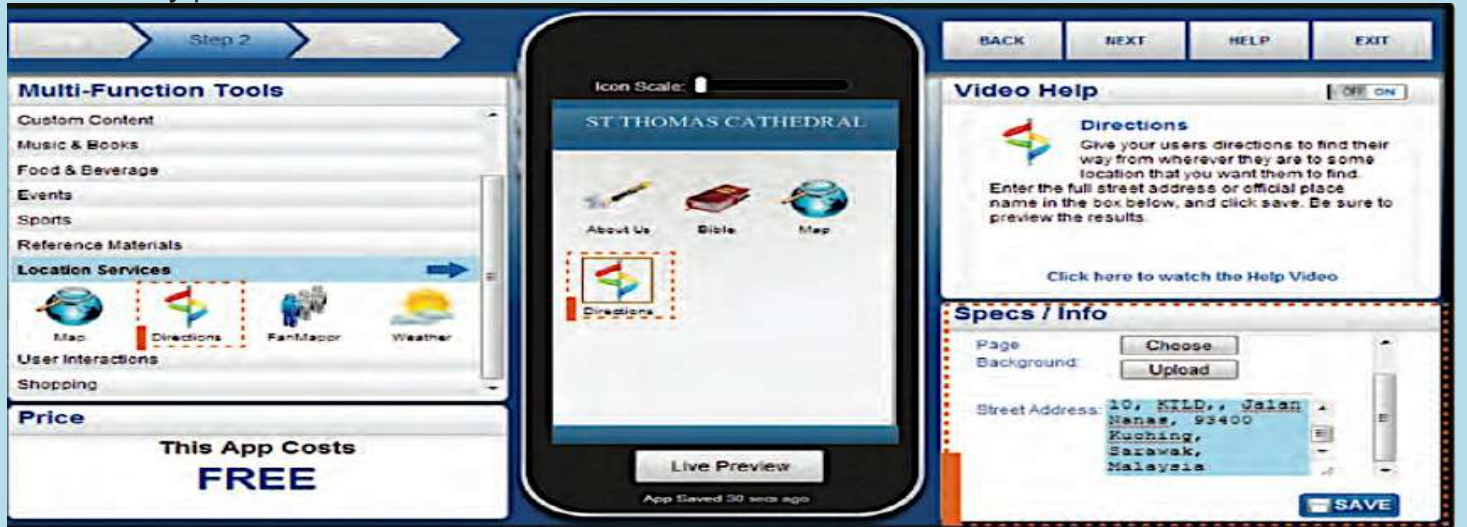 Step 2
BACK NEXT HELP EXIT
Multi-Function Tools
Custom Content
Music & Books
Food & Beverage
Events
Sports
Reference Materials
Location Services
Map Directions FanMapper Weather
User Interactions
Shopping
Price
This App Costs
FREE
Icon Scale:
ST THOMAS CATHEDRAL
About Us Bible Map
Directions
Live Preview
App Saved 30 secs ago
Video Help
OFF ON
Directions
Give your users directions to find their
way from wherever they are to some
location that you want them to find.
Enter the full street address or official place
name in the box below, and click save. Be sure to
preview the results.
Click here to watch the Help Video
Specs / Info
Page
Background:
Choose
Upload
Street Address:
10, KTLD,, Jalan
Nanas, 93400
Kuching,
Sarawak,
Malaysia
SAVE